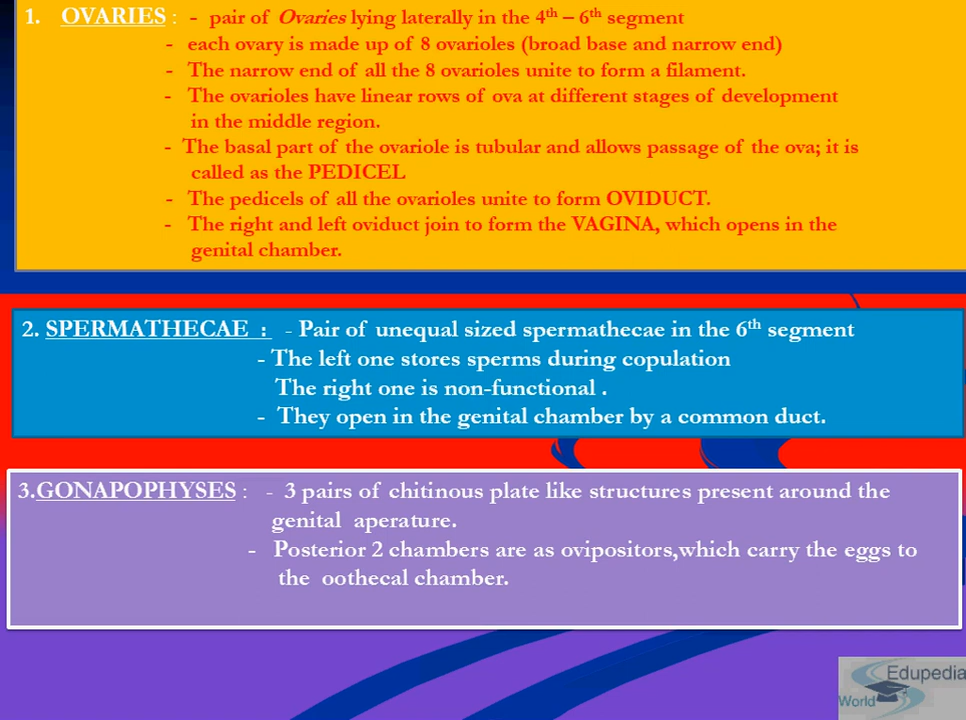 1. OVARIES : - pair of Ovaries lying laterally in the 4th – 6th segment
- each ovary is made up of 8 ovarioles (broad base and narrow end)
- The narrow end of all the 8 ovarioles unite to form a filament.
- The ovarioles have linear rows of ova at different stages of development
in the middle region.
- The basal part of the ovariole is tubular and allows passage of the ova; it is
called as the PEDICEL
- The pedicels of all the ovarioles unite to form OVIDUCT.
- The right and left oviduct join to form the VAGINA, which opens in the
genital chamber.
2. SPERMATHECAE : - Pair of unequal sized spermathecae in the 6th segment
- The left one stores sperms during copulation
The right one is non-functional .
- They open in the genital chamber by a common duct.
3.GONAPOPHYSES : - 3 pairs of chitinous plate like structures present around the
genital aperature.
- Posterior 2 chambers are as ovipositors,which carry the eggs to
the oothecal chamber.
Edupedia
World